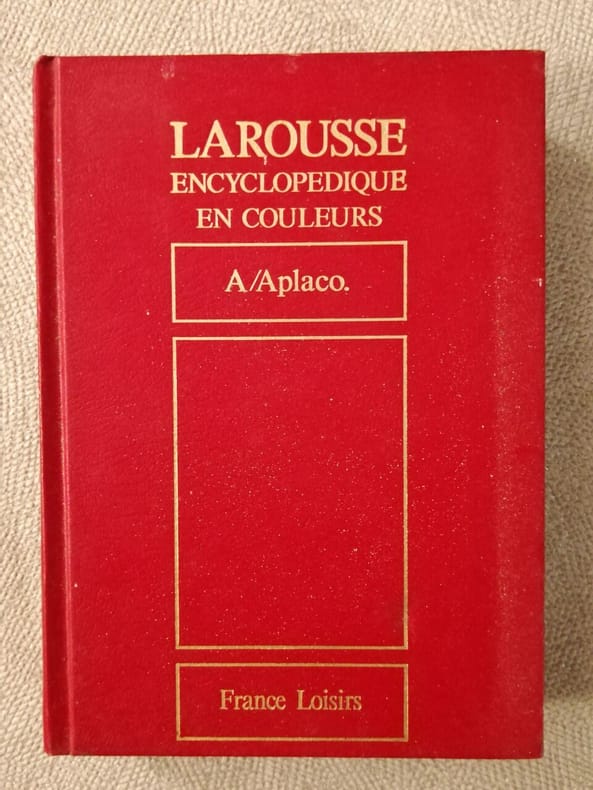 LAROUSSE
ENCYCLOPEDIQUE
EN COULEURS
A/Aplaco.
France Loisirs